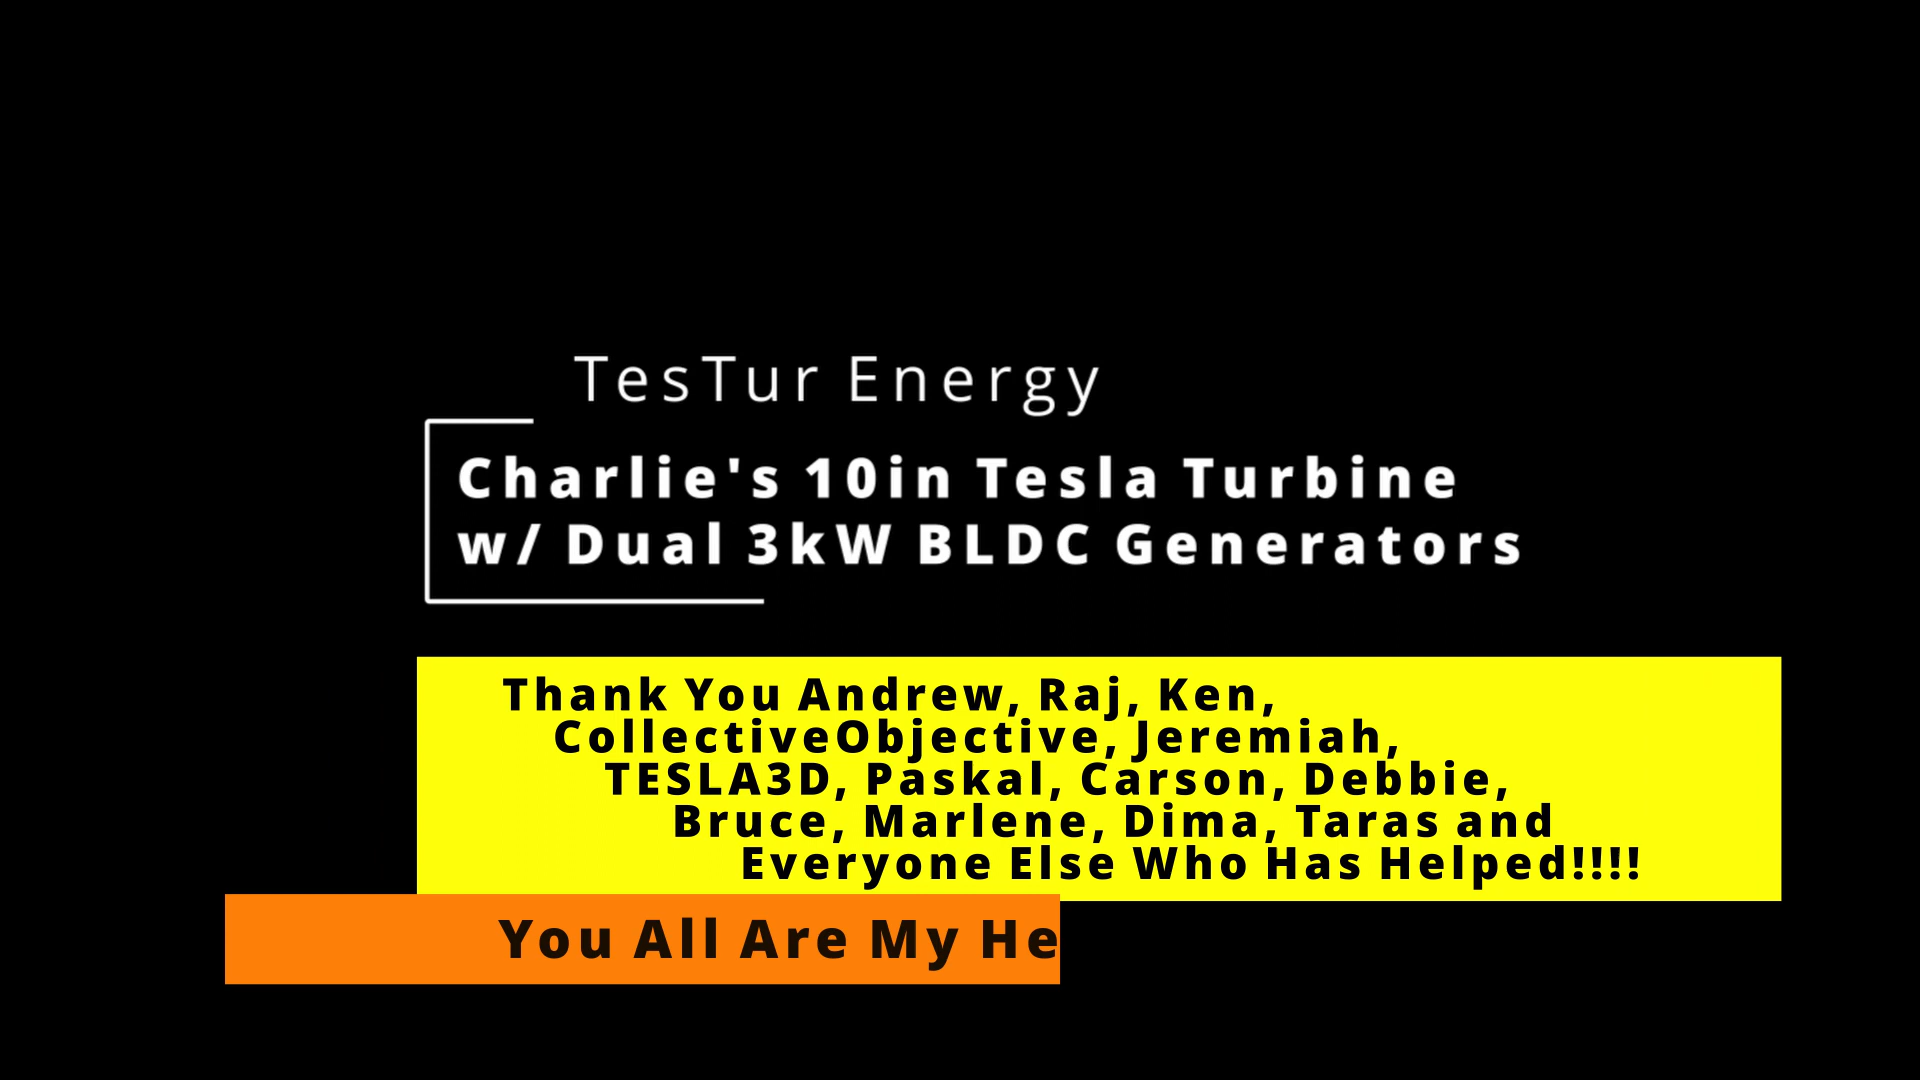 TesTur Energy
Charlie's 10in Tesla Turbine
w/ Dual 3kW BLDC Generators
Thank You Andrew, Raj, Ken,
CollectiveObjective, Jeremiah,
TESLA3D, Paskal, Carson, Debbie,
Bruce, Marlene, Dima, Taras and
Everyone Else Who Has Helped!!!!
You All Are My He